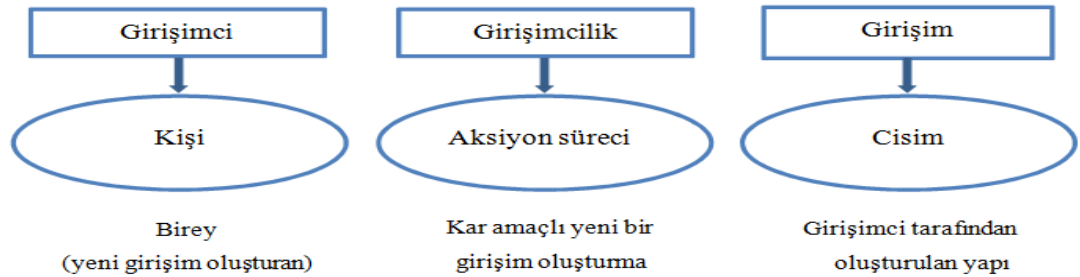 Girişimci
Kişi
Birey
(yeni girişim oluşturan)
Girişimcilik
Aksiyon süreci
Kar amaçlı yeni bir
girişim oluşturma
Girişim
Cisim
Girişimci tarafından
oluşturulan yapı